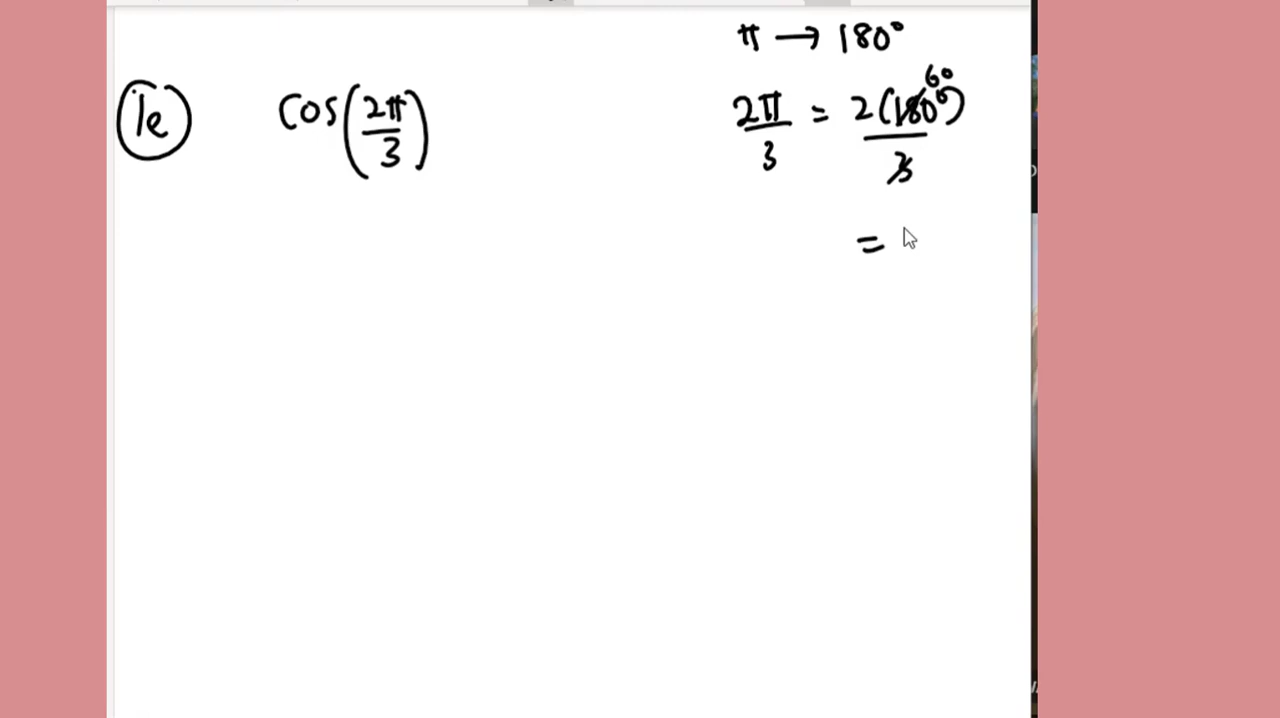 π → 180°
1e cos(2π/3) 2π/3 = 2(180°)/3 60
=